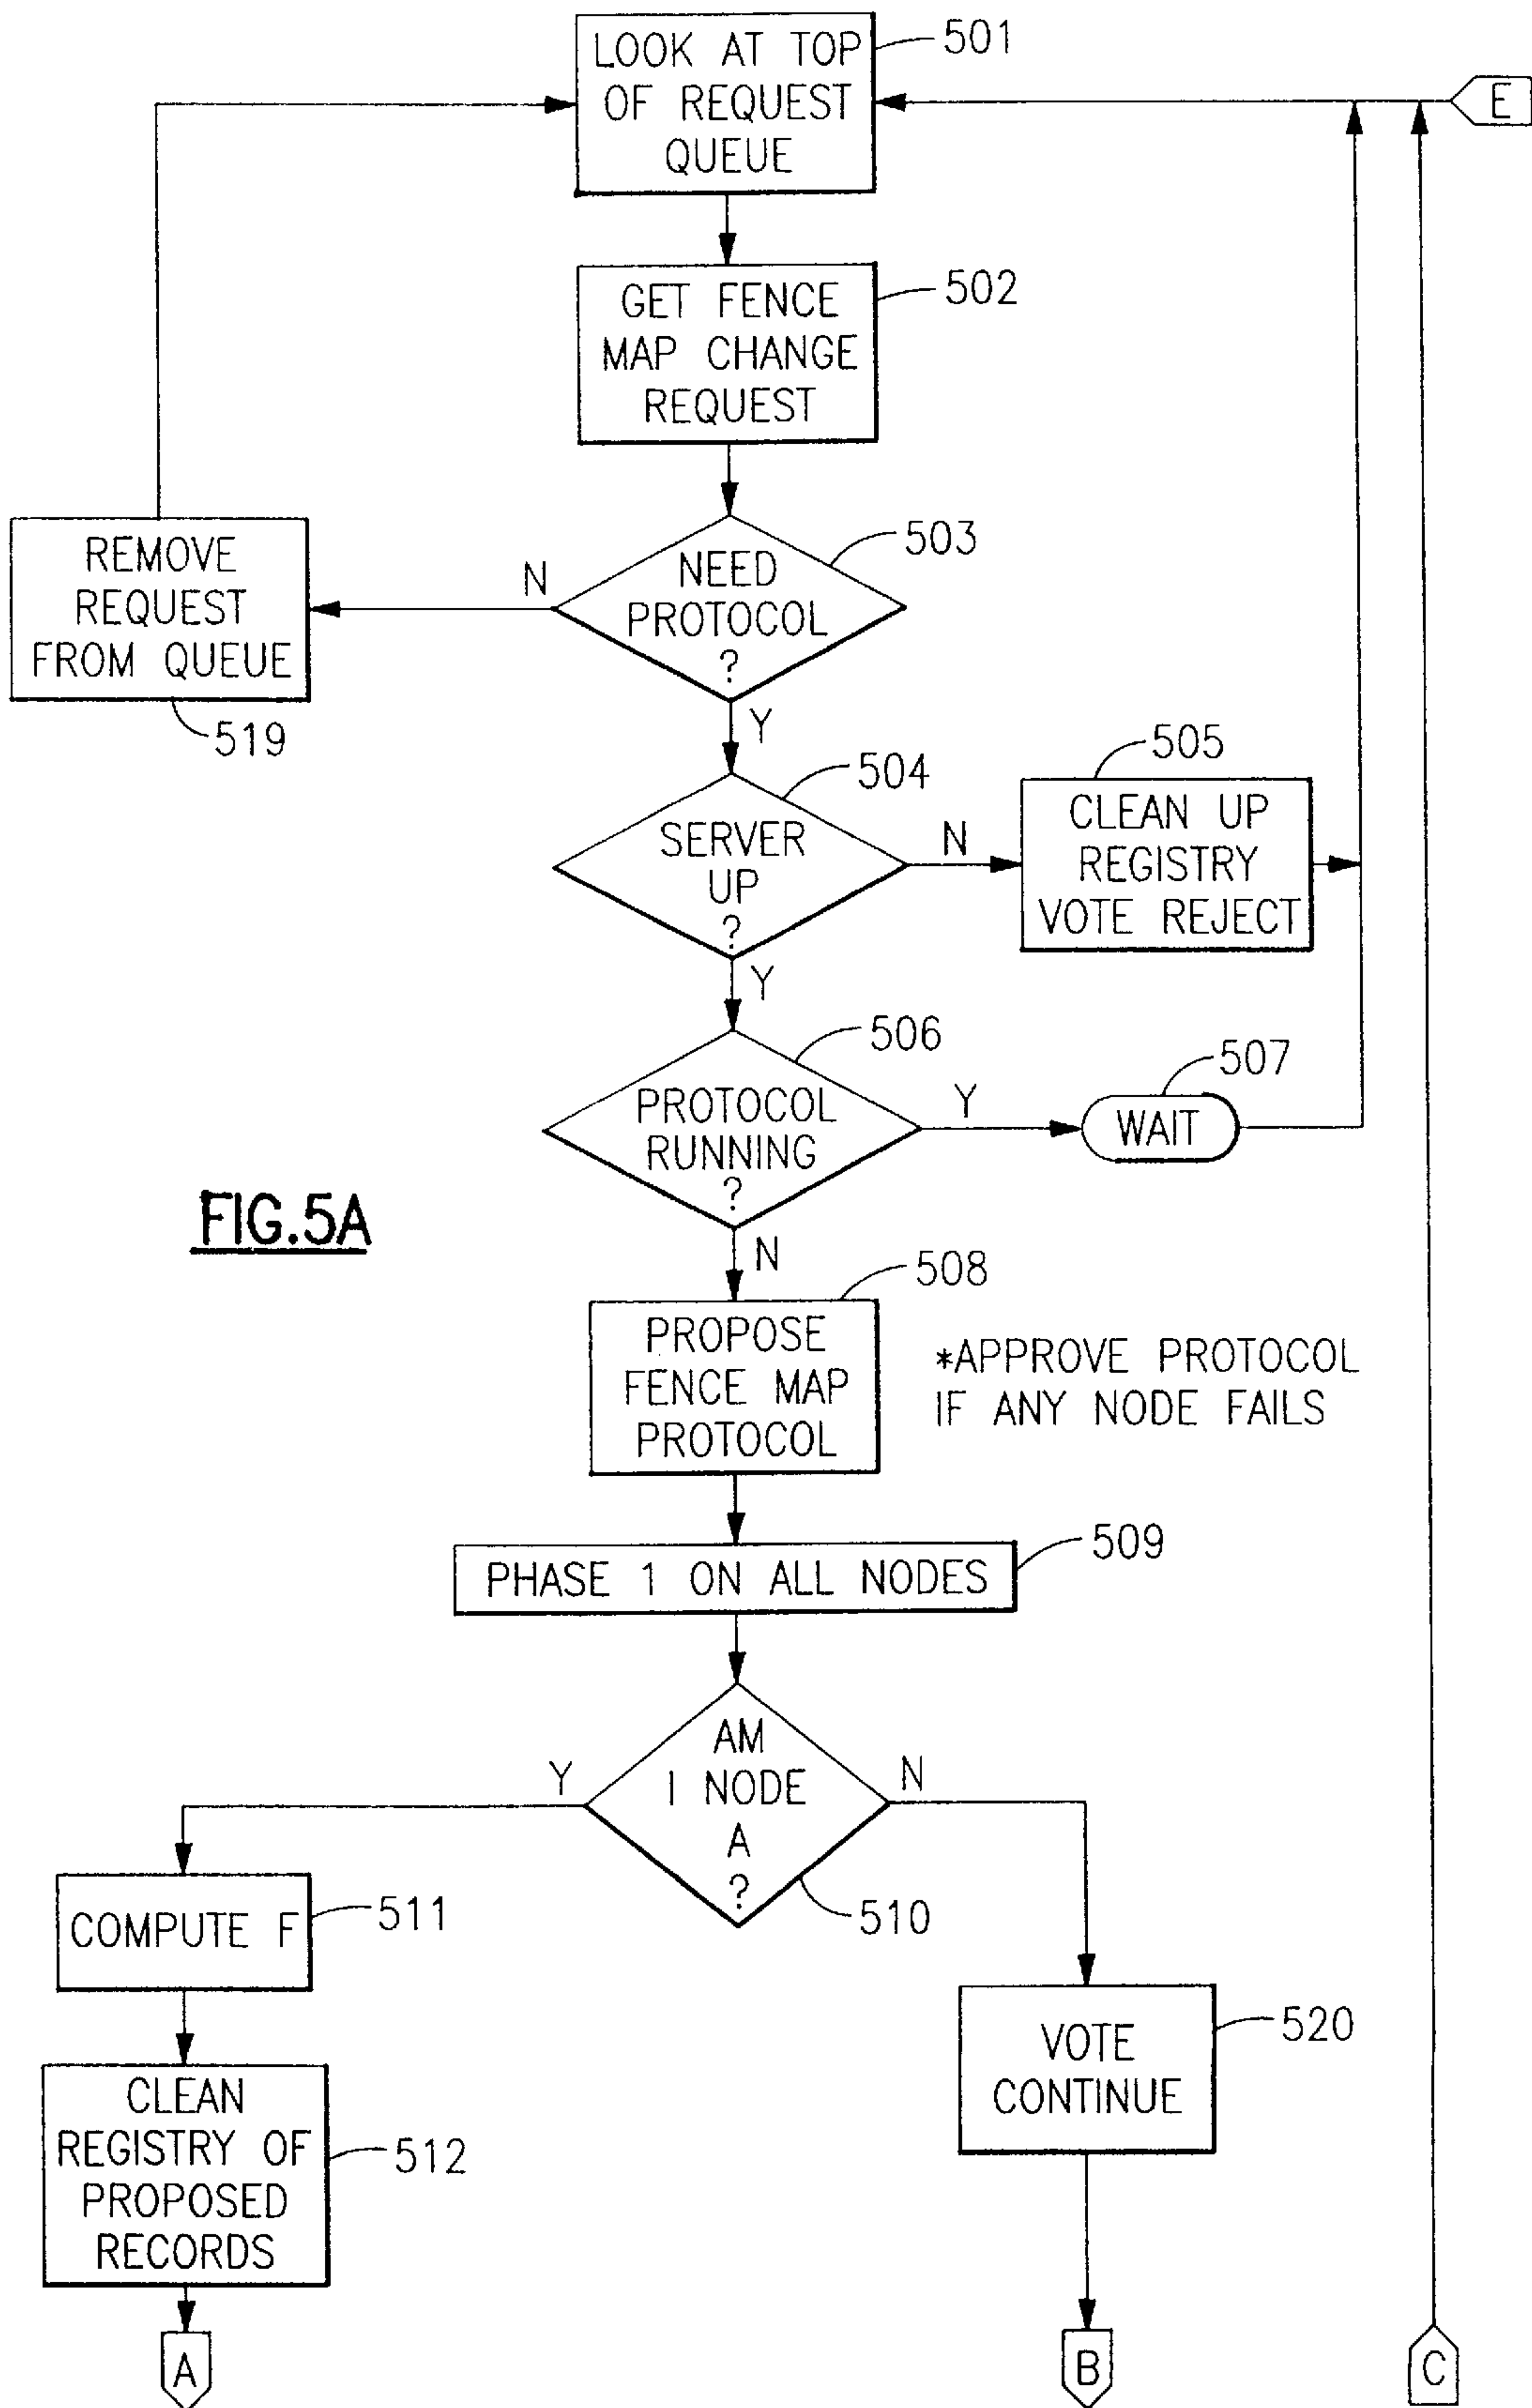 LOOK AT TOP
OF REQUEST
QUEUE
501
E
GET FENCE
MAP CHANGE
REQUEST
502
REMOVE
REQUEST
FROM QUEUE
519
N
NEED
PROTOCOL
?
503
Y
SERVER
UP
?
504
N
505
CLEAN UP
REGISTRY
VOTE REJECT
Y
PROTOCOL
RUNNING
?
506
Y
507
WAIT
FIG.5A
N
PROPOSE
FENCE MAP
PROTOCOL
508
*APPROVE PROTOCOL
IF ANY NODE FAILS
PHASE 1 ON ALL NODES
509
Y
AM
I NODE
A
?
N
510
COMPUTE F
511
VOTE
CONTINUE
520
CLEAN
REGISTRY OF
PROPOSED
RECORDS
512
A
B
C